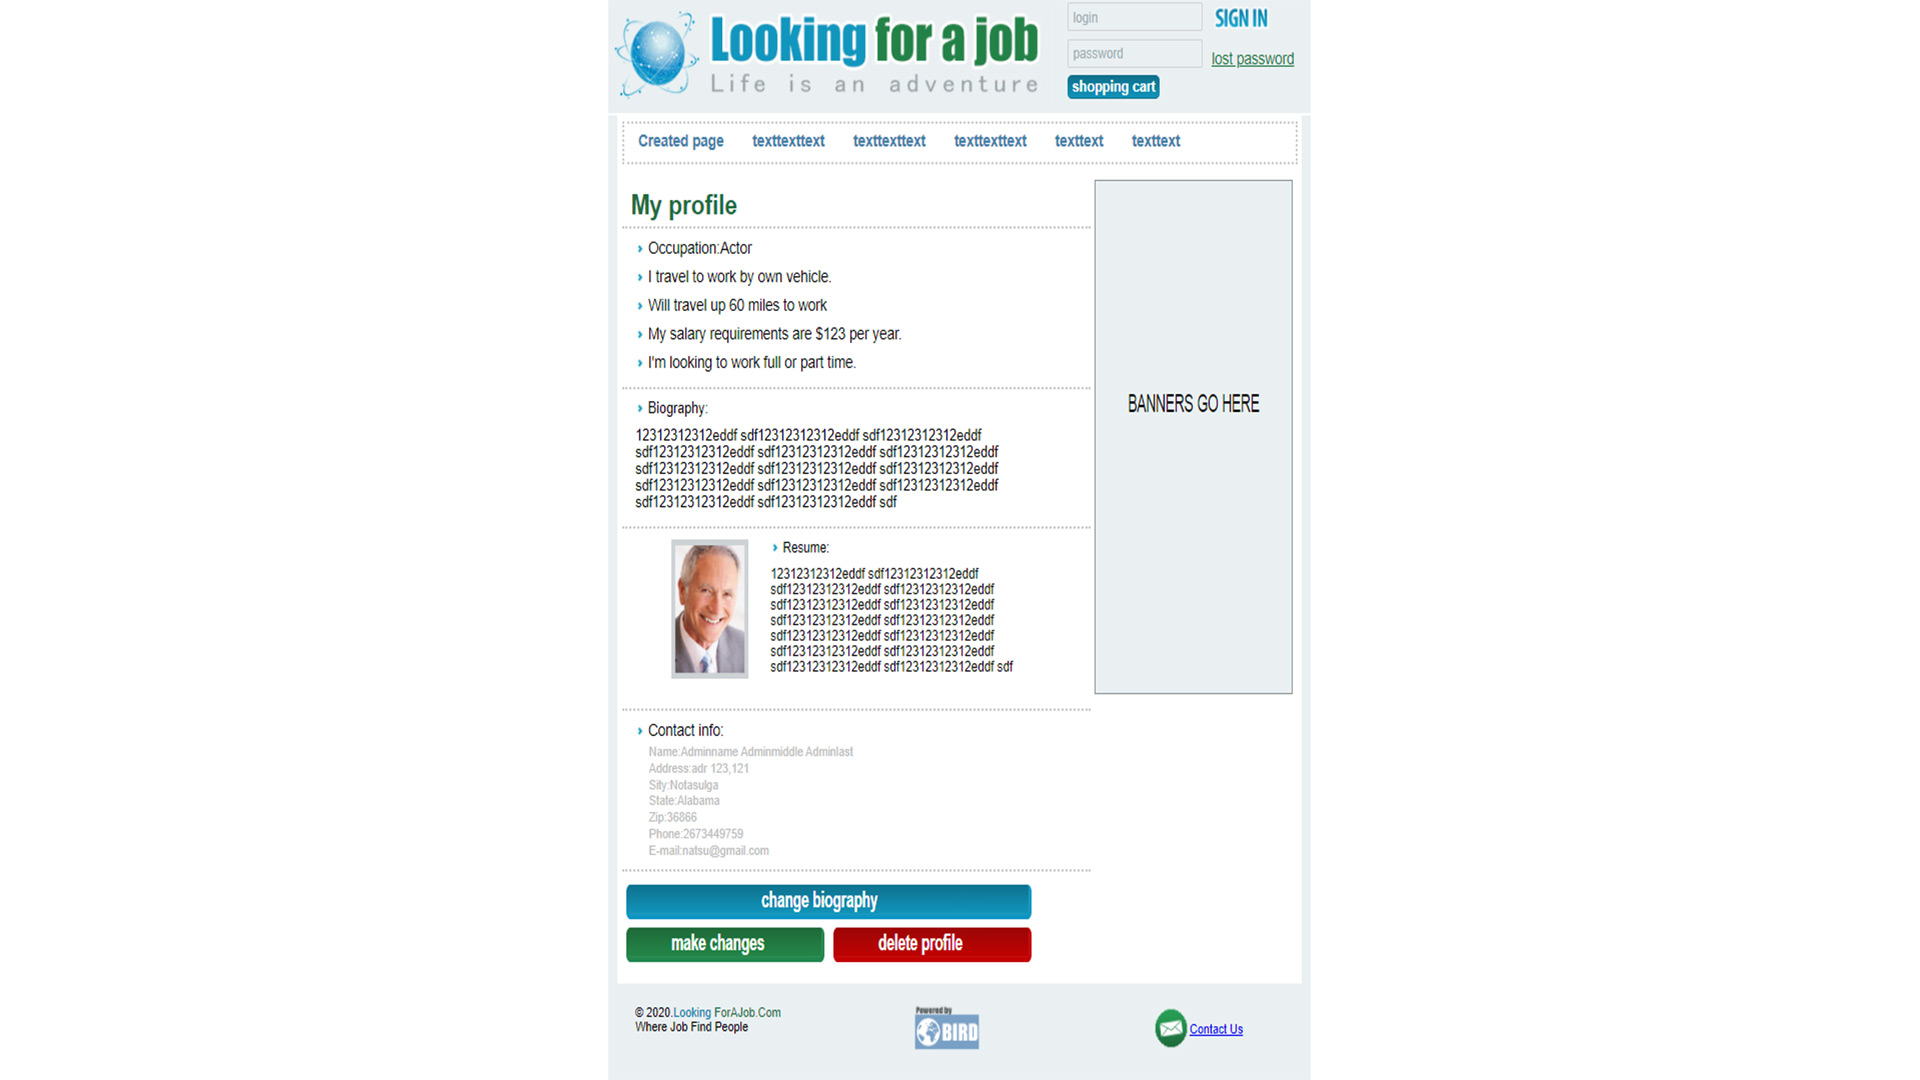 Looking for a job
Life is an adventure
login
SIGN IN
password
lost password
shopping cart
Created page texttexttext texttexttext texttexttext texttext texttext
My profile
Occupation:Actor
I travel to work by own vehicle.
Will travel up 60 miles to work
My salary requirements are $123 per year.
I'm looking to work full or part time.
BANNERS GO HERE
Biography:
12312312312eddf sdf12312312312eddf sdf12312312312eddf
sdf12312312312eddf sdf12312312312eddf sdf12312312312eddf
sdf12312312312eddf sdf12312312312eddf sdf12312312312eddf
sdf12312312312eddf sdf12312312312eddf sdf12312312312eddf
sdf12312312312eddf sdf12312312312eddf sdf
Resume:
12312312312eddf sdf12312312312eddf
sdf12312312312eddf sdf12312312312eddf
sdf12312312312eddf sdf12312312312eddf
sdf12312312312eddf sdf12312312312eddf
sdf12312312312eddf sdf12312312312eddf
sdf12312312312eddf sdf12312312312eddf
sdf12312312312eddf sdf12312312312eddf sdf
Contact info:
Name:Adminname Adminmiddle Adminlast
Address:adr 123,121
Sity:Notasulga
State:Alabama
Zip:36866
Phone:2673449759
E-mail:natsu@gmail.com
change biography
make changes
delete profile
© 2020.Looking ForAJob.Com
Where Job Find People
Powered by
BIRD
Contact Us